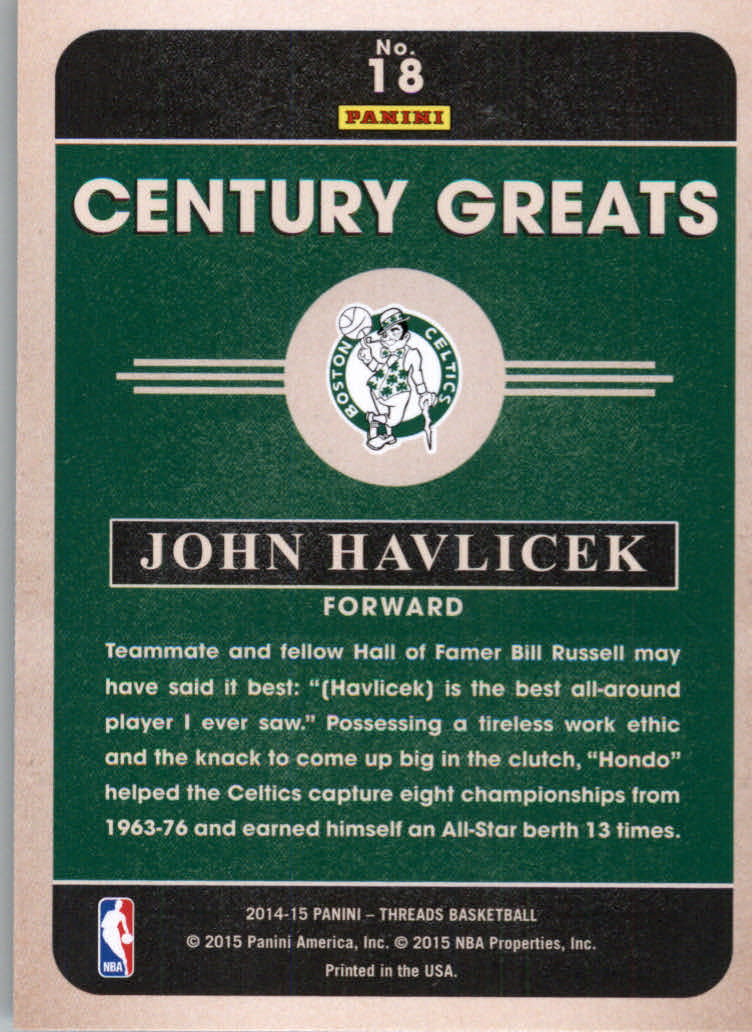 No.
18
PANINI
CENTURY GREATS
BOSTON CELTICS
JOHN HAVLICEK
FORWARD
Teammate and fellow Hall of Famer Bill Russell may
have said it best: “(Havlicek) is the best all-around
player I ever saw.” Possessing a tireless work ethic
and the knack to come up big in the clutch, “Hondo”
helped the Celtics capture eight championships from
1963-76 and earned himself an All-Star berth 13 times.
NBA
2014-15 PANINI – THREADS BASKETBALL
© 2015 Panini America, Inc. © 2015 NBA Properties, Inc.
Printed in the USA.